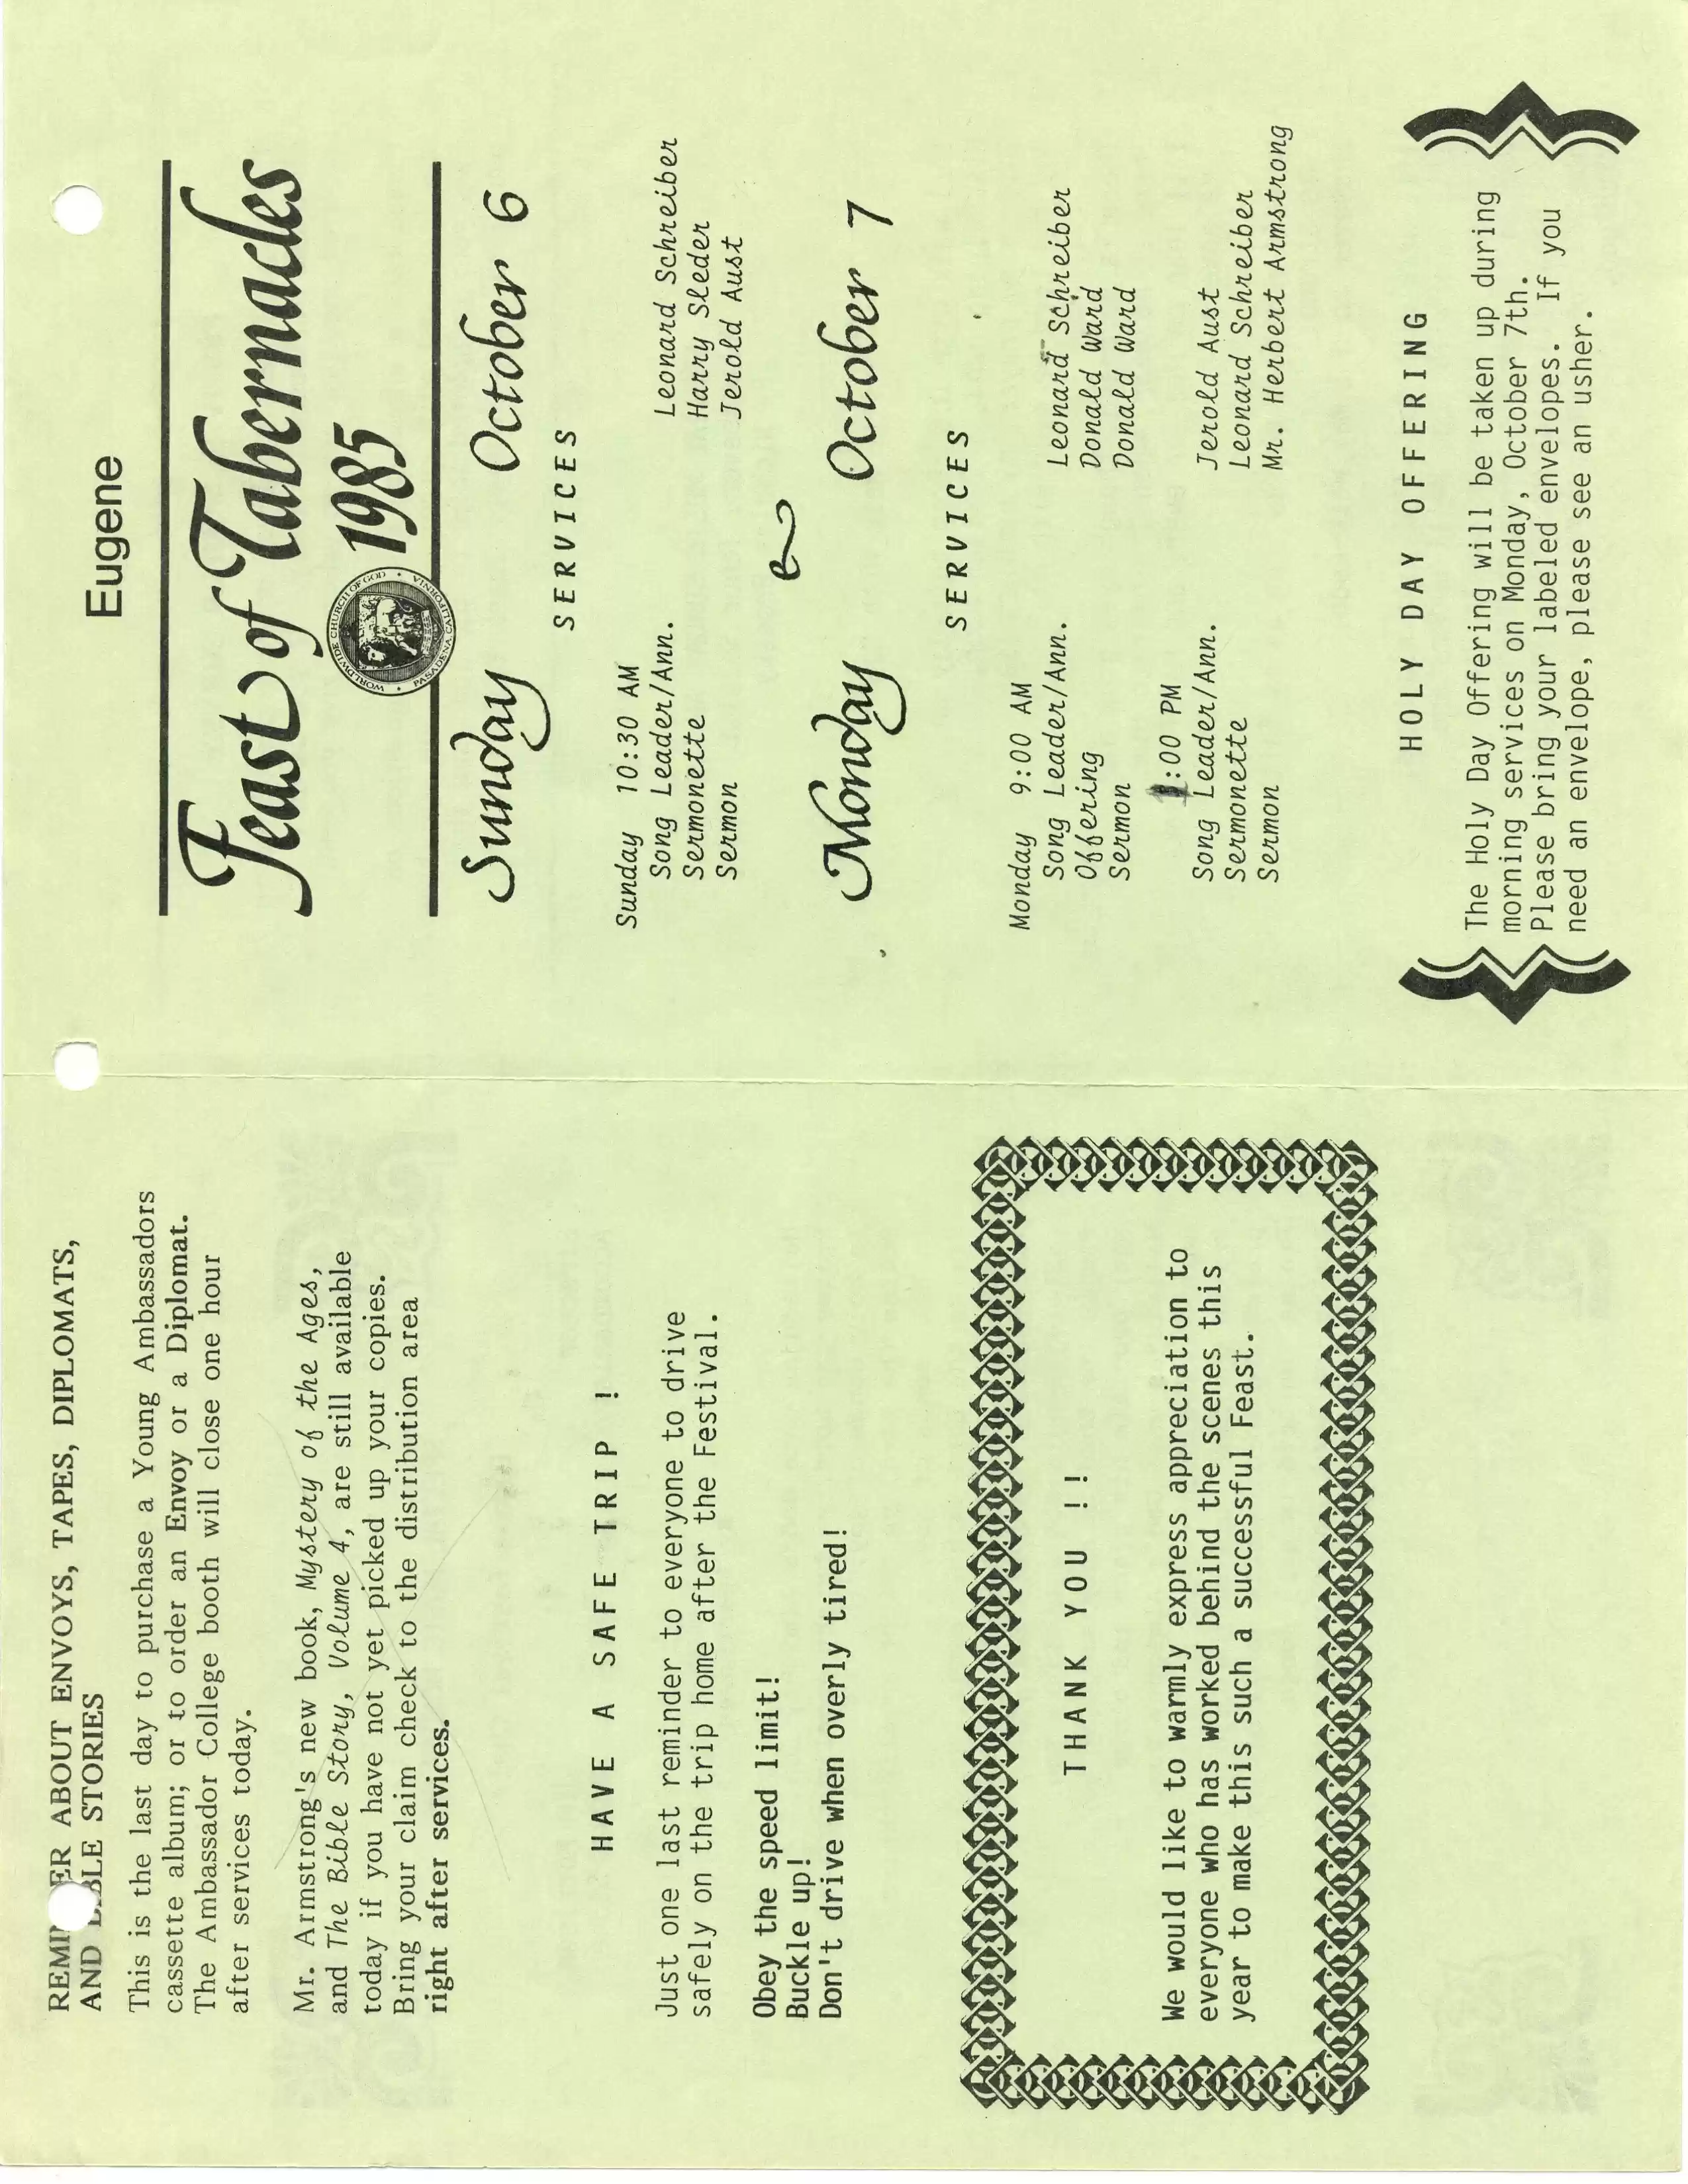 REMI ER ABOUT ENVOYS, TAPES, DIPLOMATS,
AND BLE STORIES
This is the last day to purchase a Young Ambassadors
cassette album; or to order an Envoy or a Diplomat.
The Ambassador College booth will close one hour
after services today.
Mr. Armstrong's new book, Mystery of the Ages,
and The Bible Story, Volume 4, are still available
today if you have not yet picked up your copies.
Bring your claim check to the distribution area
right after services.
HAVE A SAFE TRIP !
Just one last reminder to everyone to drive
safely on the trip home after the Festival.
Obey the speed limit!
Buckle up!
Don't drive when overly tired!
THANK YOU !!
We would like to warmly express appreciation to
everyone who has worked behind the scenes this
year to make this such a successful Feast.
Eugene
Feast of Tabernacles
1985
WORLDWIDE CHURCH OF GOD • PASADENA CALIFORNIA •
Sunday October 6
SERVICES
Sunday 10:30 AM
Song Leader/Ann. Leonard Schreiber
Sermonette Harry Sleder
Sermon Jerold Aust
Monday October 7
SERVICES
Monday 9:00 AM
Song Leader/Ann. Leonard Schreiber
Offering Donald Ward
Sermon Donald Ward
:00 PM
Song Leader/Ann. Jerold Aust
Sermonette Leonard Schreiber
Sermon Mr. Herbert Armstrong
HOLY DAY OFFERING
The Holy Day Offering will be taken up during
morning services on Monday, October 7th.
Please bring your labeled envelopes. If you
need an envelope, please see an usher.